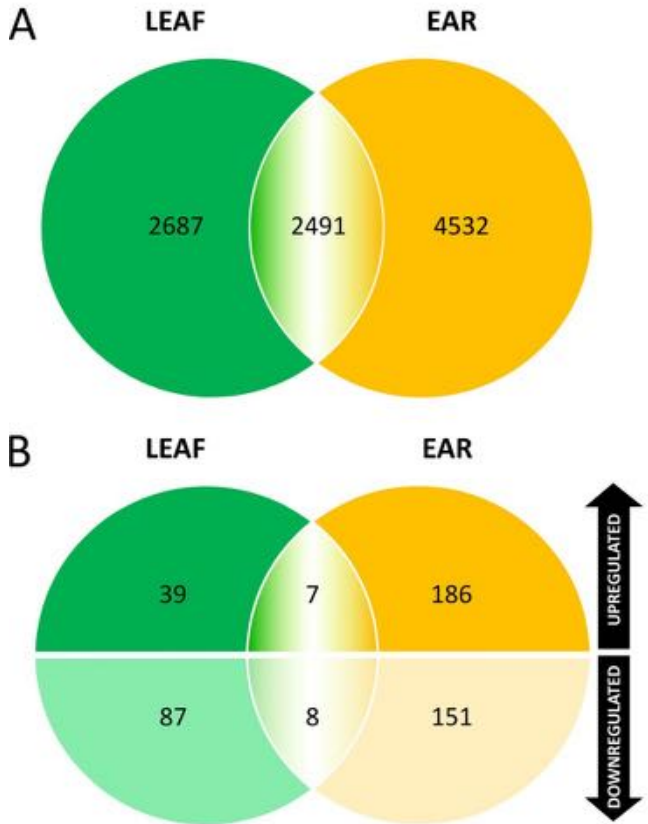 A
LEAF EAR
2687 2491 4532
B
LEAF EAR
39 7 186
UPREGULATED
87 8 151
DOWNREGULATED